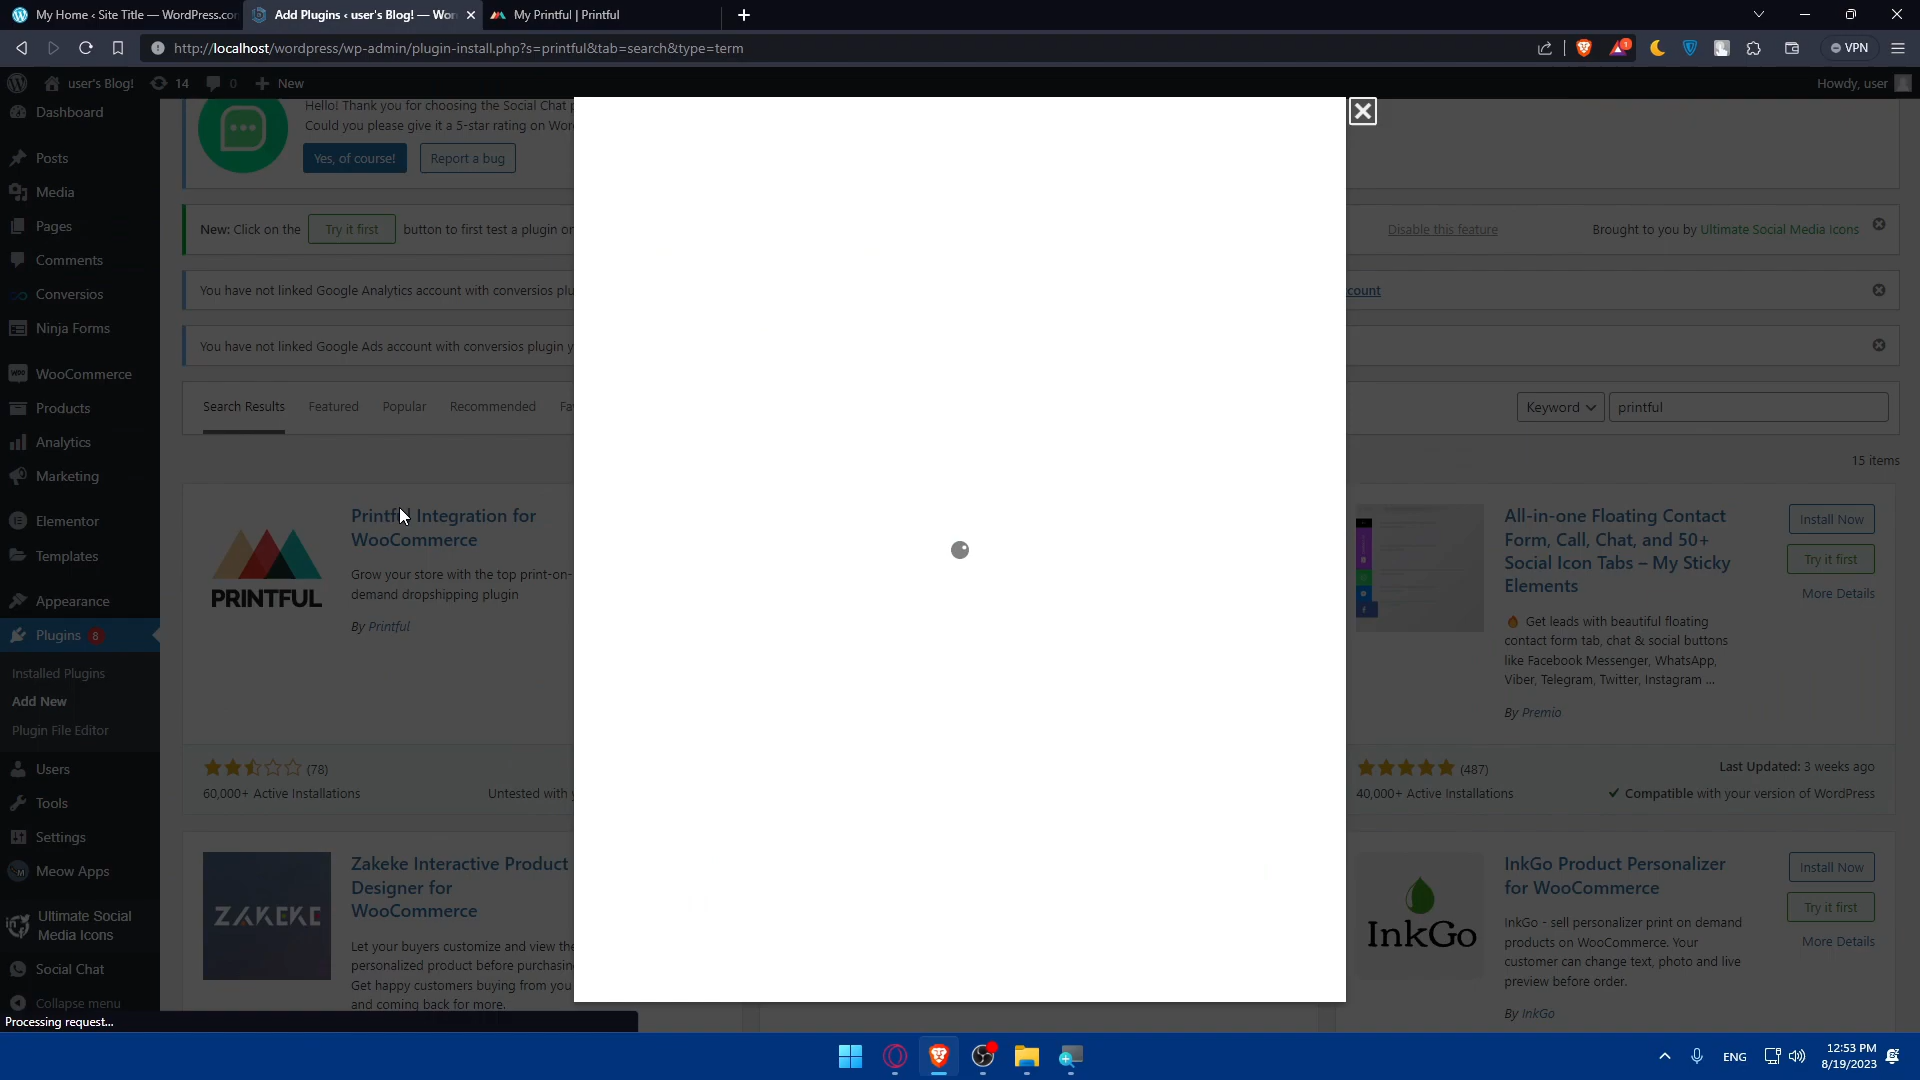 My Home ‹ Site Title — WordPress.com
Add Plugins ‹ user's Blog! — Wor
My Printful | Printful
http://localhost/wordpress/wp-admin/plugin-install.php?s=printful&tab=search&type=term
1
VPN
user's Blog!
14
0
New
Howdy, user
Dashboard
Posts
Media
Pages
Comments
Conversios
Ninja Forms
WooCommerce
Products
Analytics
Marketing
Elementor
Templates
Appearance
Plugins 8
Installed Plugins
Add New
Plugin File Editor
Users
Tools
Settings
Meow Apps
Ultimate Social
Media Icons
Social Chat
Collapse menu
Processing request...
Hello! Thank you for choosing the Social Chat p
Could you please give it a 5-star rating on Wor
Yes, of course!
Report a bug
New: Click on the Try it first button to first test a plugin or
Disable this feature
Brought to you by Ultimate Social Media Icons
You have not linked Google Analytics account with conversios plu
count
You have not linked Google Ads account with conversios plugin y
Search Results
Featured
Popular
Recommended
Fa
Keyword
printful
15 items
PRINTFUL
Printful Integration for
WooCommerce
Grow your store with the top print-on-
demand dropshipping plugin
By Printful
(78)
60,000+ Active Installations
Untested with y
All-in-one Floating Contact
Form, Call, Chat, and 50+
Social Icon Tabs – My Sticky
Elements
Install Now
Try it first
More Details
Get leads with beautiful floating
contact form tab, chat & social buttons
like Facebook Messenger, WhatsApp,
Viber, Telegram, Twitter, Instagram ...
By Premio
(487)
40,000+ Active Installations
Last Updated: 3 weeks ago
Compatible with your version of WordPress
ZAKEKE
Zakeke Interactive Product
Designer for
WooCommerce
Let your buyers customize and view the
personalized product before purchasin
Get happy customers buying from you
and coming back for more.
InkGo
InkGo Product Personalizer
for WooCommerce
Install Now
Try it first
More Details
InkGo - sell personalizer print on demand
products on WooCommerce. Your
customer can change text, photo and live
preview before order.
By InkGo
ENG
12:53 PM
8/19/2023